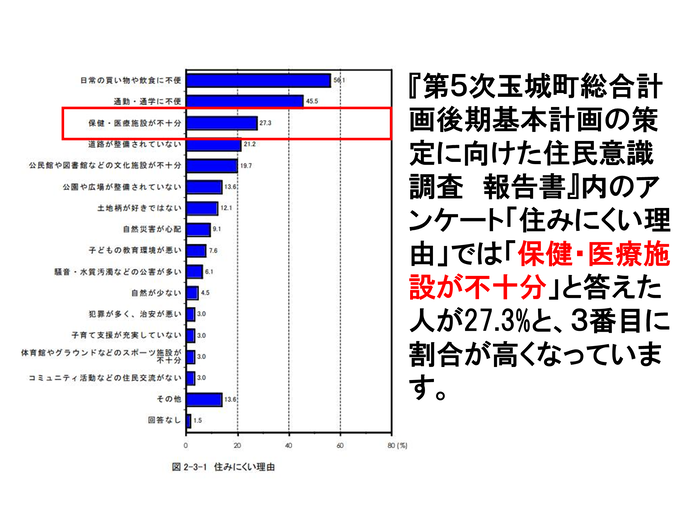 日常の買い物や飲食に不便 56.1
通勤・通学に不便 45.5
保健・医療施設が不十分 27.3
道路が整備されていない 21.2
公民館や図書館などの文化施設が不十分 19.7
公園や広場が整備されていない 13.6
土地柄が好きではない 12.1
自然災害が心配 9.1
子どもの教育環境が悪い 7.6
騒音・水質汚濁などの公害が多い 6.1
自然が少ない 4.5
犯罪が多く、治安が悪い 3.0
子育て支援が充実していない 3.0
体育館やグラウンドなどのスポーツ施設が
不十分 3.0
コミュニティ活動などの住民交流がない 3.0
その他 13.6
回答なし 1.5
0 20 40 60 80 (%)
図 2-3-1 住みにくい理由
『第5次玉城町総合計
画後期基本計画の策
定に向けた住民意識
調査　報告書』内のア
ンケート「住みにくい理
由」では「保健・医療施
設が不十分」と答えた
人が27.3%と、3番目に
割合が高くなっていま
す。